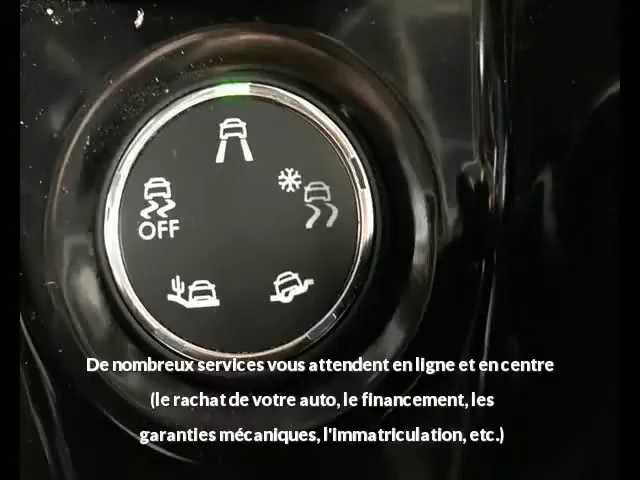 OFF
De nombreux services vous attendent en ligne et en centre
(le rachat de votre auto, le financement, les
garanties mécaniques, l'immatriculation, etc.)